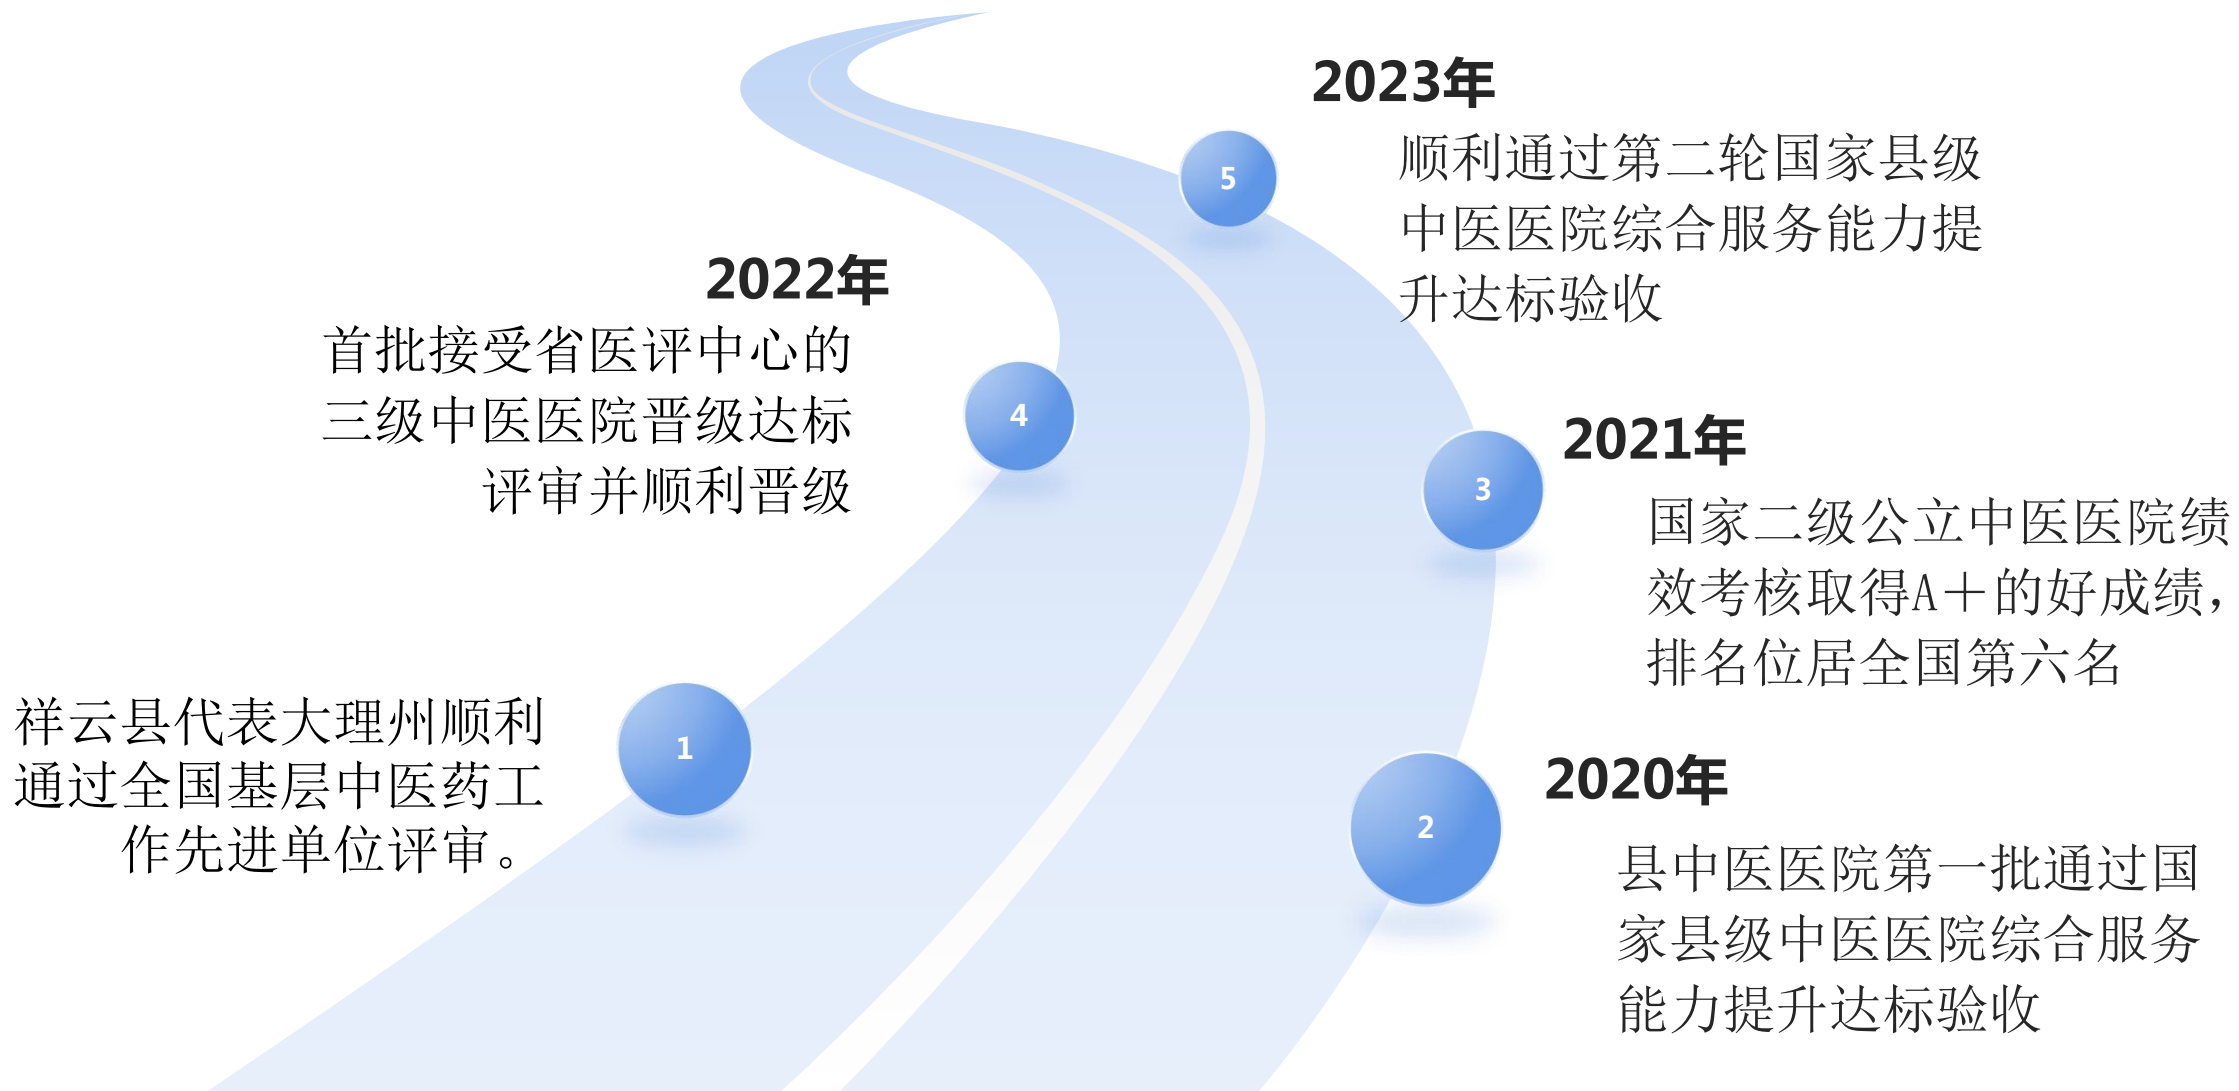 2023年
顺利通过第二轮国家县级
中医医院综合服务能力提
升达标验收
5
2022年
首批接受省医评中心的
三级中医医院晋级达标
评审并顺利晋级
4
2021年
国家二级公立中医医院绩
效考核取得A＋的好成绩，
排名位居全国第六名
3
祥云县代表大理州顺利
通过全国基层中医药工
作先进单位评审。
1
2020年
县中医医院第一批通过国
家县级中医医院综合服务
能力提升达标验收
2